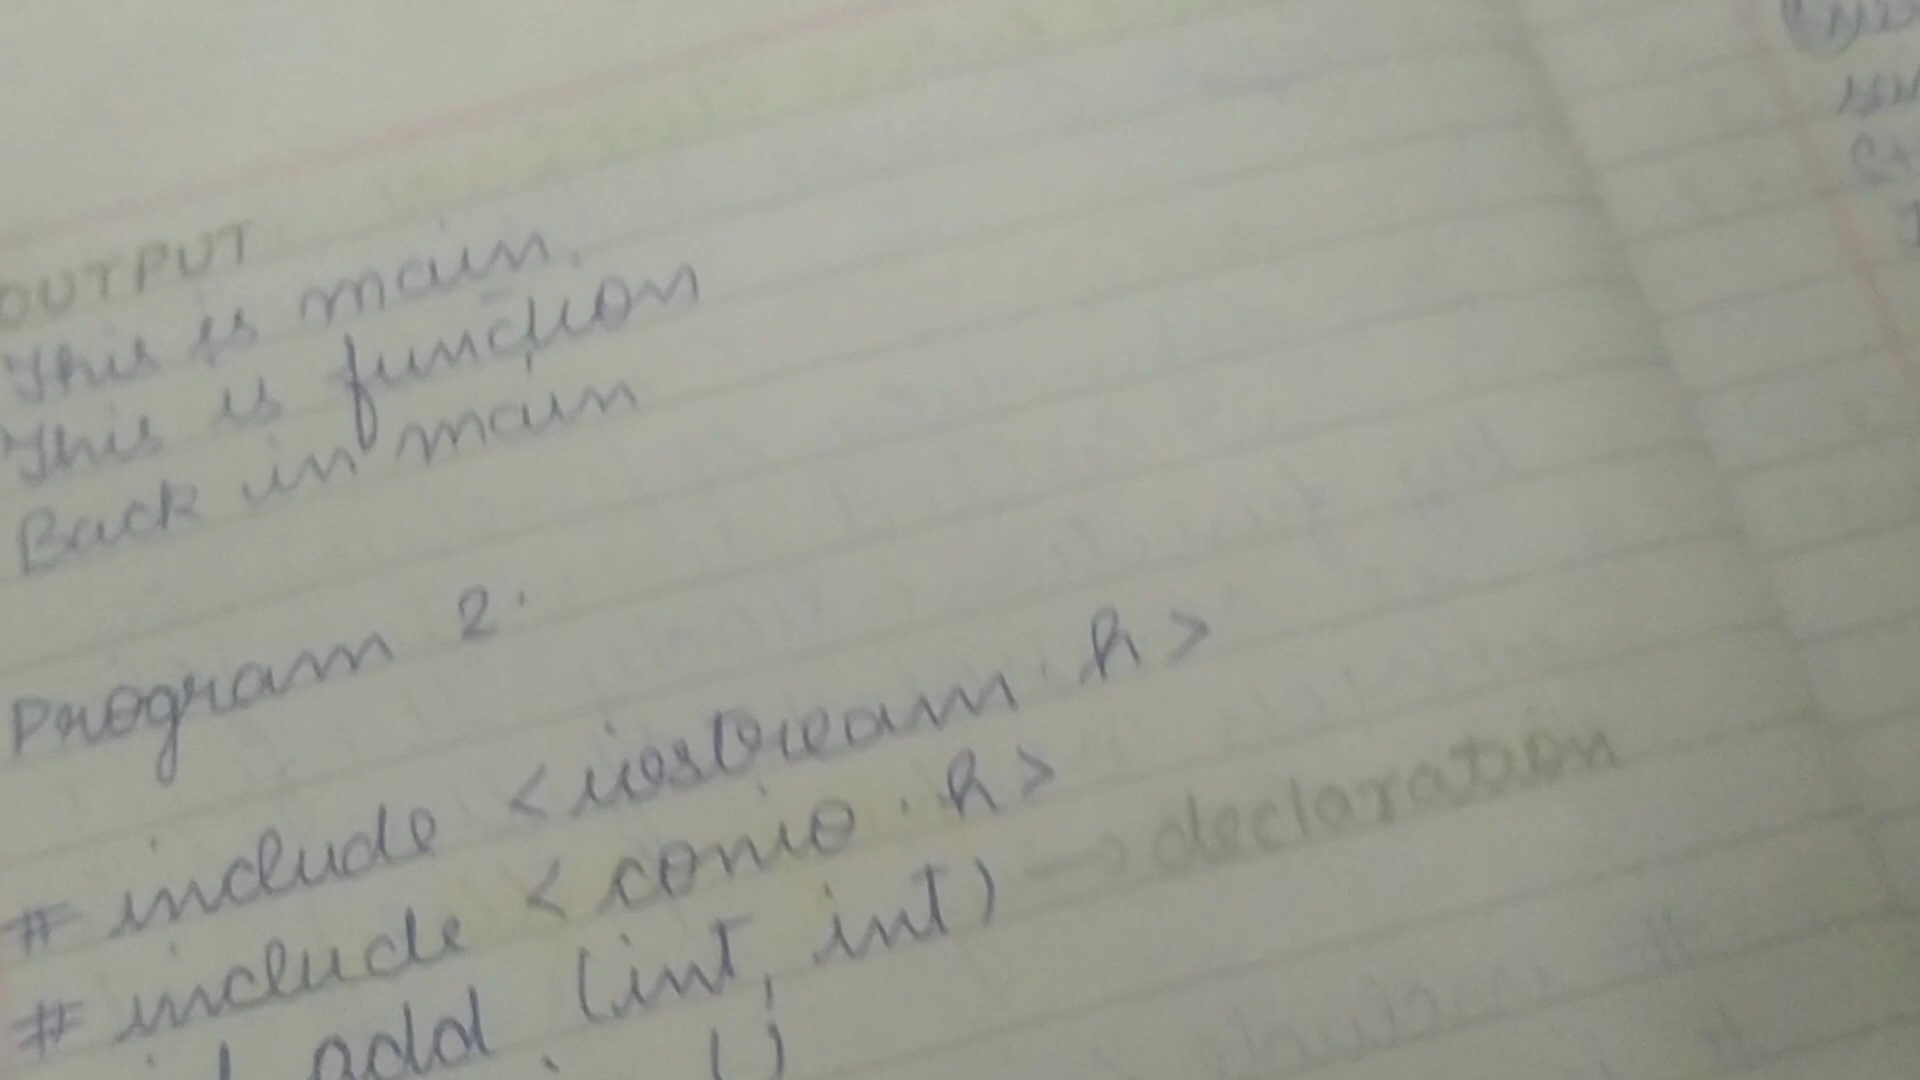 OUTPUT
This is main.
This is function
Back in main
Program 2.
# include <iostream.h>
# include <conio.h>
add (int, int) → declaration